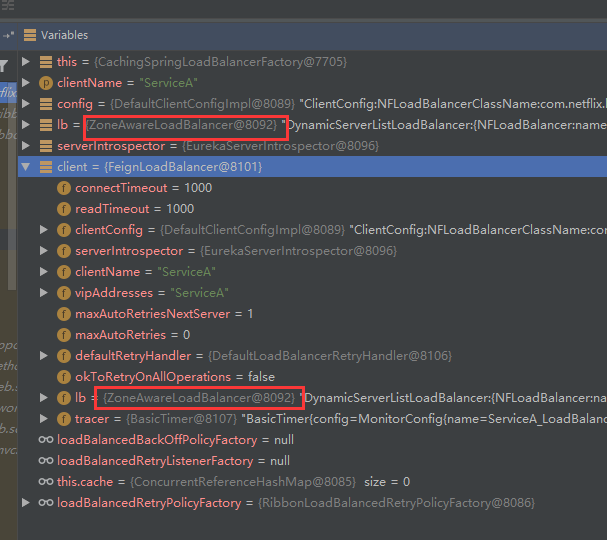 Variables
this = {CachingSpringLoadBalancerFactory@7705}
clientName = "ServiceA"
config = {DefaultClientConfigImpl@8089} "ClientConfig:NFLoadBalancerClassName:com.netflix.l
lb = {ZoneAwareLoadBalancer@8092} "DynamicServerListLoadBalancer:{NFLoadBalancer:name
serverIntrospector = {EurekaServerIntrospector@8096}
client = {FeignLoadBalancer@8101}
connectTimeout = 1000
readTimeout = 1000
clientConfig = {DefaultClientConfigImpl@8089} "ClientConfig:NFLoadBalancerClassName:co
serverIntrospector = {EurekaServerIntrospector@8096}
clientName = "ServiceA"
vipAddresses = "ServiceA"
maxAutoRetriesNextServer = 1
maxAutoRetries = 0
defaultRetryHandler = {DefaultLoadBalancerRetryHandler@8106}
okToRetryOnAllOperations = false
lb = {ZoneAwareLoadBalancer@8092} "DynamicServerListLoadBalancer:{NFLoadBalancer:na
tracer = {BasicTimer@8107} "BasicTimer{config=MonitorConfig{name=ServiceA_LoadBalanc
loadBalancedBackOffPolicyFactory = null
loadBalancedRetryListenerFactory = null
this.cache = {ConcurrentReferenceHashMap@8085} size = 0
loadBalancedRetryPolicyFactory = {RibbonLoadBalancedRetryPolicyFactory@8086}